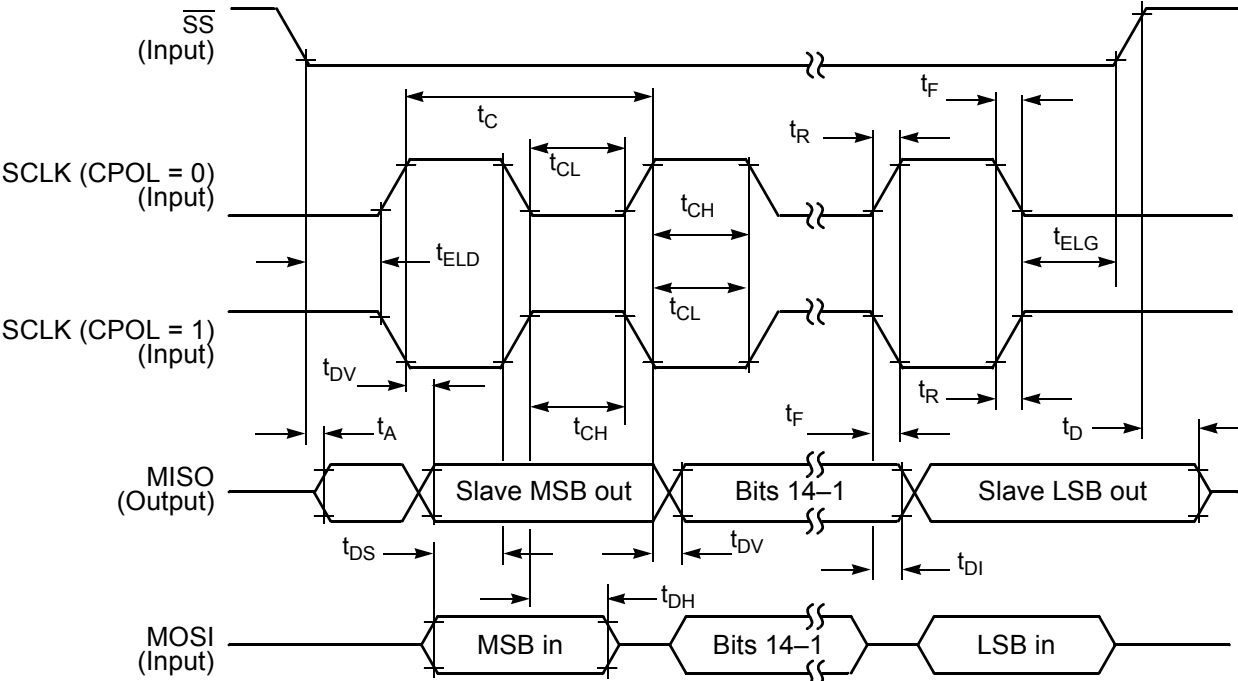 SS
(Input)
t_F
t_C
t_R
t_CL
SCLK (CPOL = 0)
(Input)
t_CH
t_ELD
t_ELG
t_CL
SCLK (CPOL = 1)
(Input)
t_DV
t_R
t_A
t_CH
t_F
t_D
MISO
(Output)
Slave MSB out
Bits 14–1
Slave LSB out
t_DS
t_DV
t_DI
t_DH
MOSI
(Input)
MSB in
Bits 14–1
LSB in